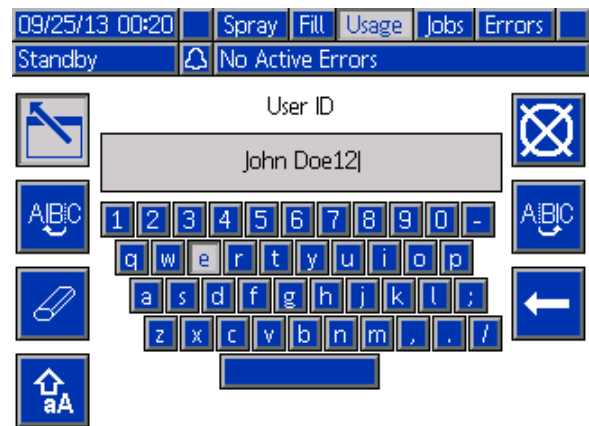 09/25/13 00:20 Spray Fill Usage Jobs Errors
Standby No Active Errors
User ID
John Doe12
ABC 1 2 3 4 5 6 7 8 9 0 - ABC
q w e r t y u i o p
a s d f g h j k l ;
z x c v b n m , . /
aA